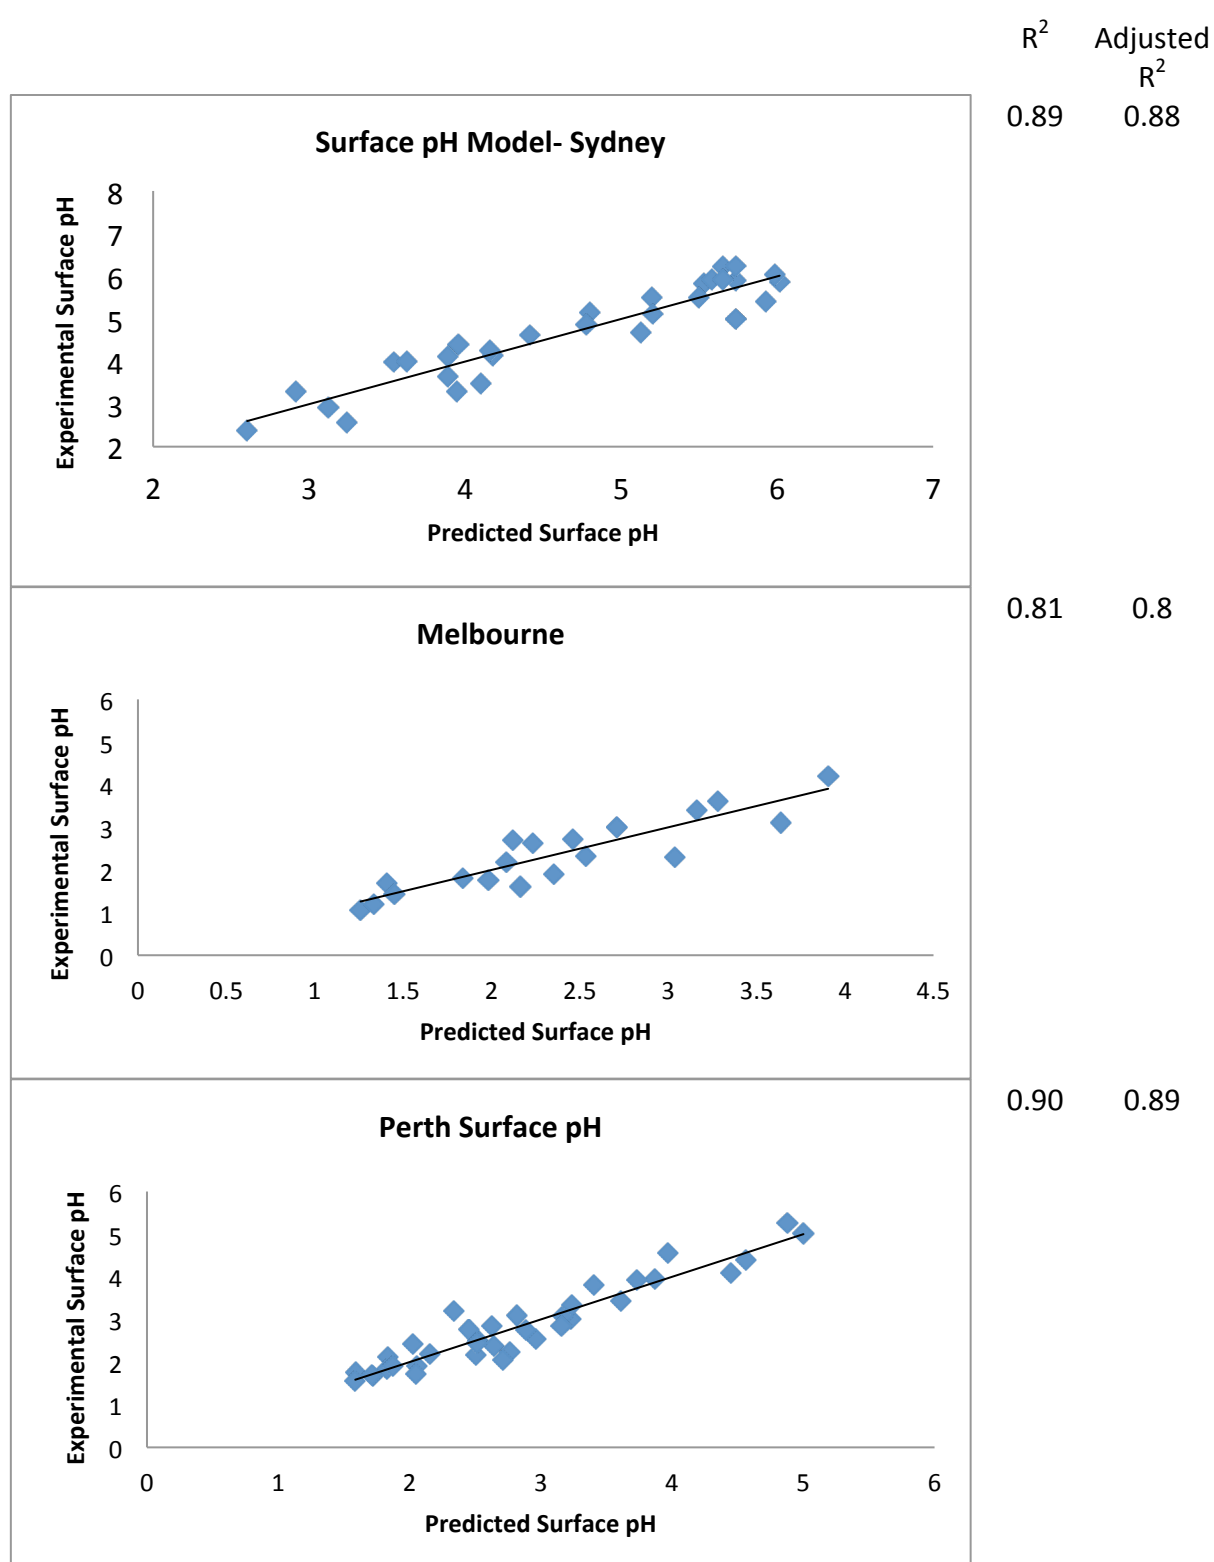 R² Adjusted
R²
0.89 0.88
Surface pH Model- Sydney
Experimental Surface pH
8
7
6
5
4
3
2
2 3 4 5 6 7
Predicted Surface pH
0.81 0.8
Melbourne
Experimental Surface pH
6
5
4
3
2
1
0
0 0.5 1 1.5 2 2.5 3 3.5 4 4.5
Predicted Surface pH
0.90 0.89
Perth Surface pH
Experimental Surface pH
6
5
4
3
2
1
0
0 1 2 3 4 5 6
Predicted Surface pH